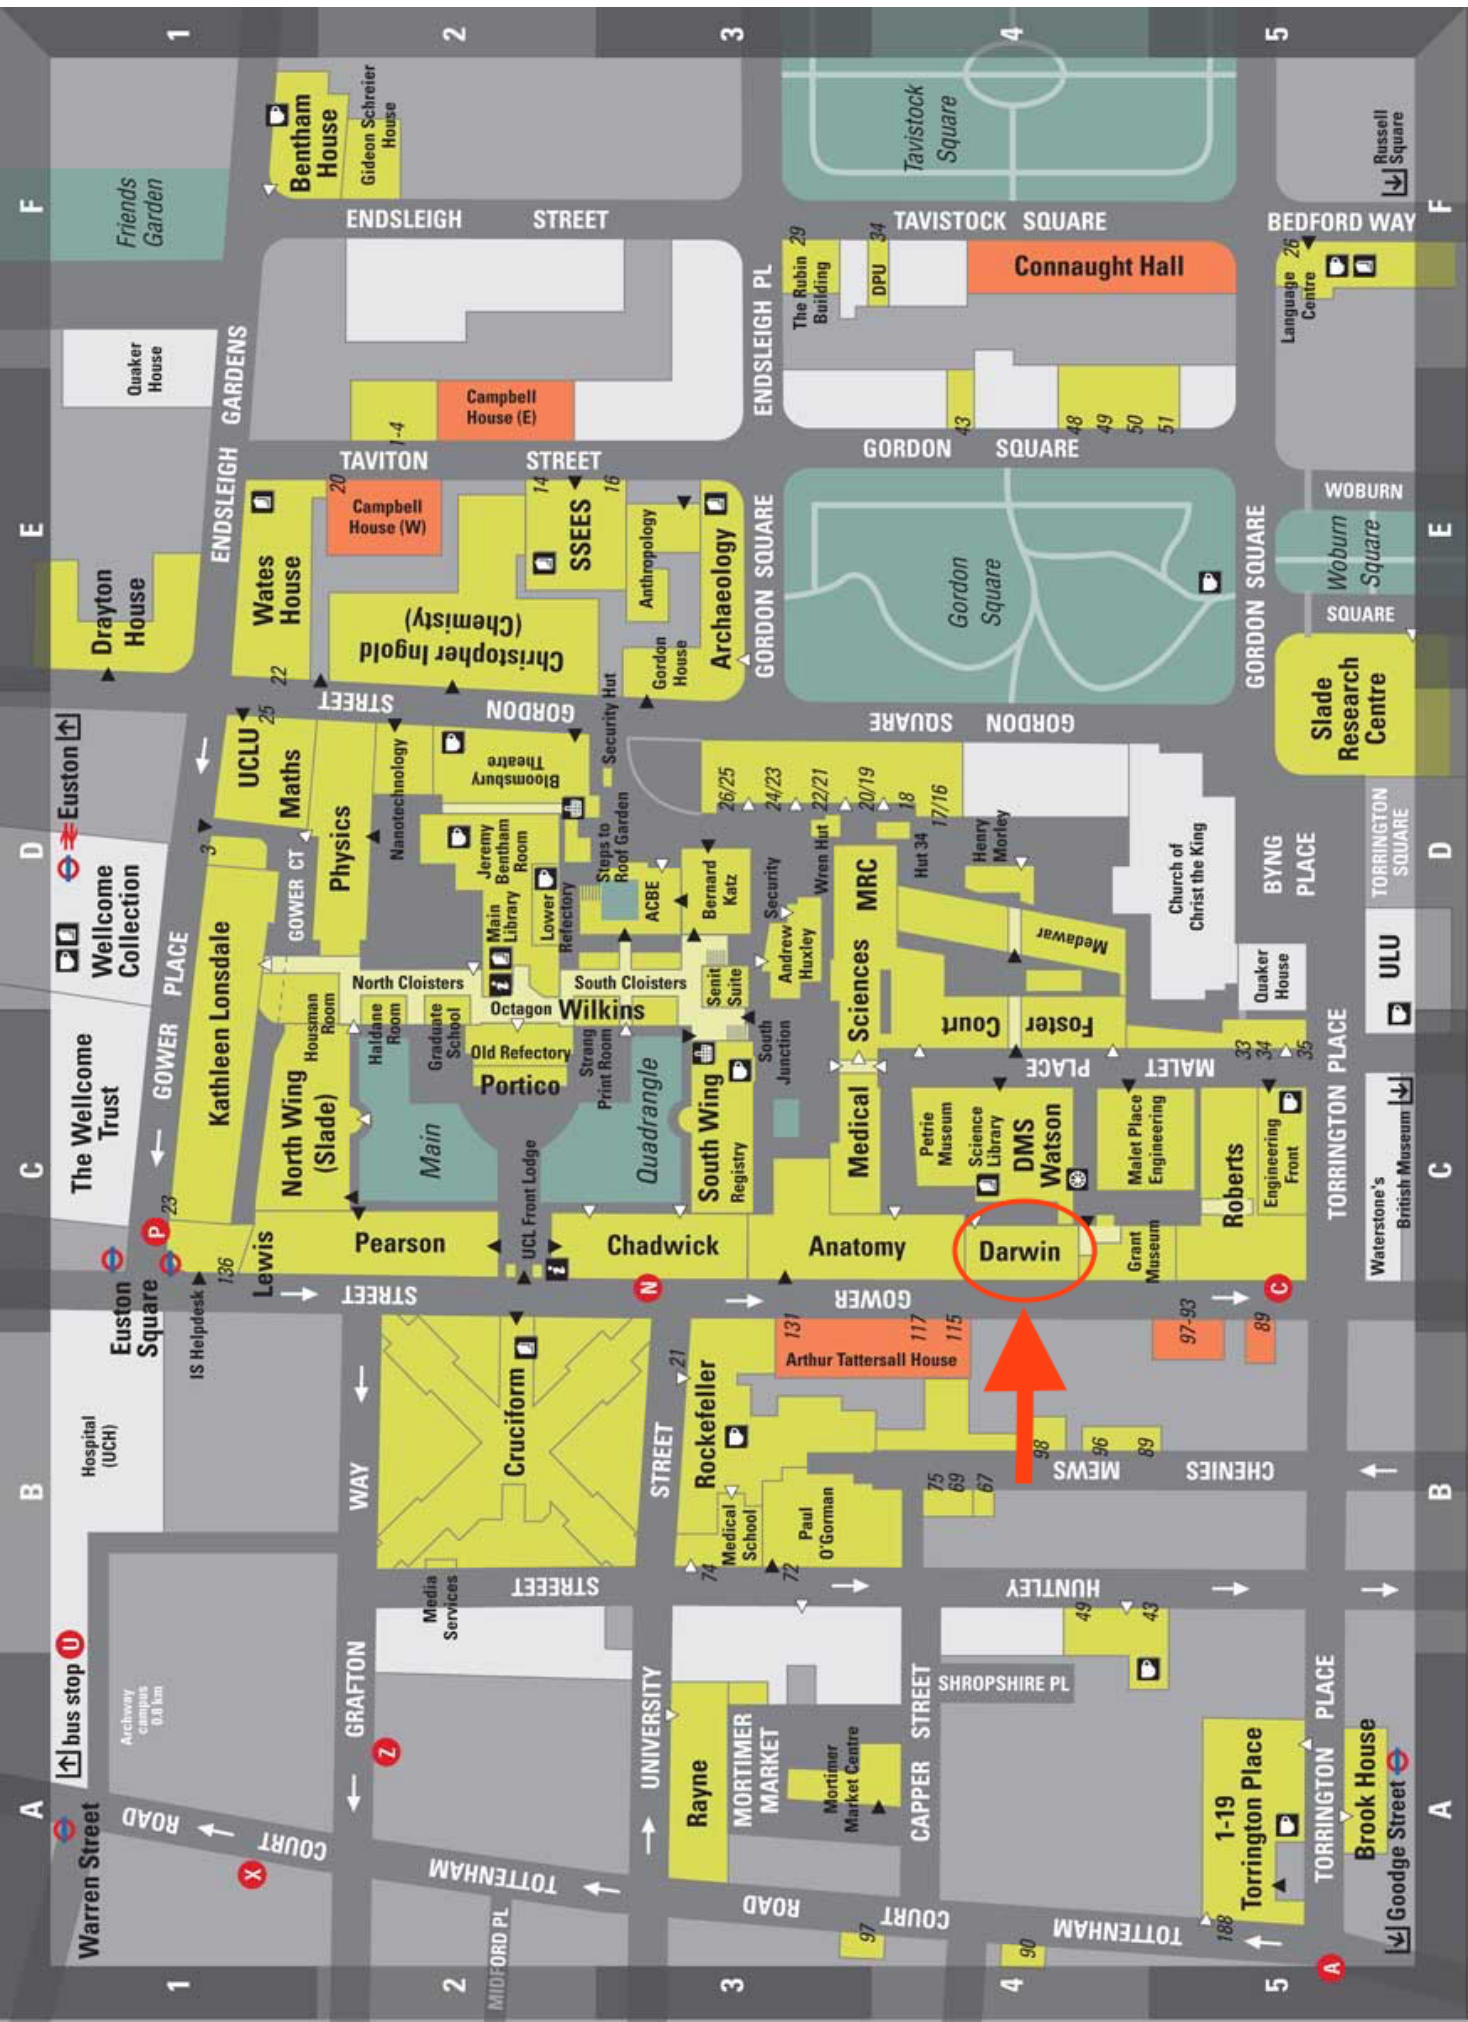 1
2
3
4
5
F
E
D
C
B
A
Bentham
House
Gideon Schreier
House
Friends
Garden
Tavistock
Square
Russell
Square
ENDSLEIGH STREET
TAVISTOCK SQUARE
BEDFORD WAY
ENDSLEIGH GARDENS
ENDSLEIGH PL
Quaker
House
The Rubin
Building
29
DPU
34
Connaught Hall
Language
Centre
26
1-4
Campbell
House (E)
43
48
49
50
51
TAVITON STREET
GORDON SQUARE
20
Campbell
House (W)
14
SSEES
16
Anthropology
Archaeology
GORDON SQUARE
Gordon
Square
GORDON SQUARE
WOBURN
Woburn
Square
SQUARE
Drayton
House
Wates
House
22
Christopher Ingold
(Chemisty)
Gordon
House
Slade
Research
Centre
GORDON STREET
GORDON SQUARE
Euston
UCLU
25
Maths
Physics
Nanotechnology
Bloomsbury
Theatre
Security Hut
26/25
24/23
22/21
20/19
18
17/16
3
GOWER CT
Jeremy
Bentham
Room
Main
Library
Lower
Refectory
Steps to
Roof Garden
ACBE
Bernard
Katz
Security
Wren Hut
Hut 34
Henry
Morley
Church of
Christ the King
BYNG
PLACE
TORRINGTON
SQUARE
Wellcome
Collection
GOWER PLACE
Kathleen Lonsdale
North Cloisters
South Cloisters
Octagon
Wilkins
Senit
Suite
Andrew
Huxley
Medical Sciences MRC
Medawar
Foster Court
Quaker
House
ULU
Housman
Room
Haldane
Room
Graduate
School
Old Refectory
Portico
Strang
Print Room
South
Junction
MALET PLACE
33
34
35
TORRINGTON PLACE
The Wellcome
Trust
North Wing
(Slade)
Main
Quadrangle
South Wing
Registry
Petrie
Museum
Science
Library
DMS
Watson
Malet Place
Engineering
Roberts
Engineering
Front
Waterstone's
British Museum
23
P
UCL Front Lodge
Lewis
136
Pearson
Chadwick
Anatomy
Darwin
Grant
Museum
Euston
Square
IS Helpdesk
GOWER STREET
N
C
Hospital
(UCH)
Cruciform
21
Rockefeller
131
117
115
Arthur Tattersall House
97-93
89
GRAFTON WAY
UNIVERSITY STREET
98
96
89
CHENIES MEWS
75
69
67
Medical
School
Paul
O'Gorman
74
72
Media
Services
HUNTLEY STREEET
49
43
bus stop
U
Archway
campus
0.8 km
Z
SHROPSHIRE PL
CAPPER STREET
Rayne
MORTIMER
MARKET
Mortimer
Market Centre
1-19
Torrington Place
TORRINGTON PLACE
Brook House
Goodge Street
Warren Street
X
TOTTENHAM COURT ROAD
TOTTENHAM COURT ROAD
MIDFORD PL
97
90
188
A
1
2
3
4
5